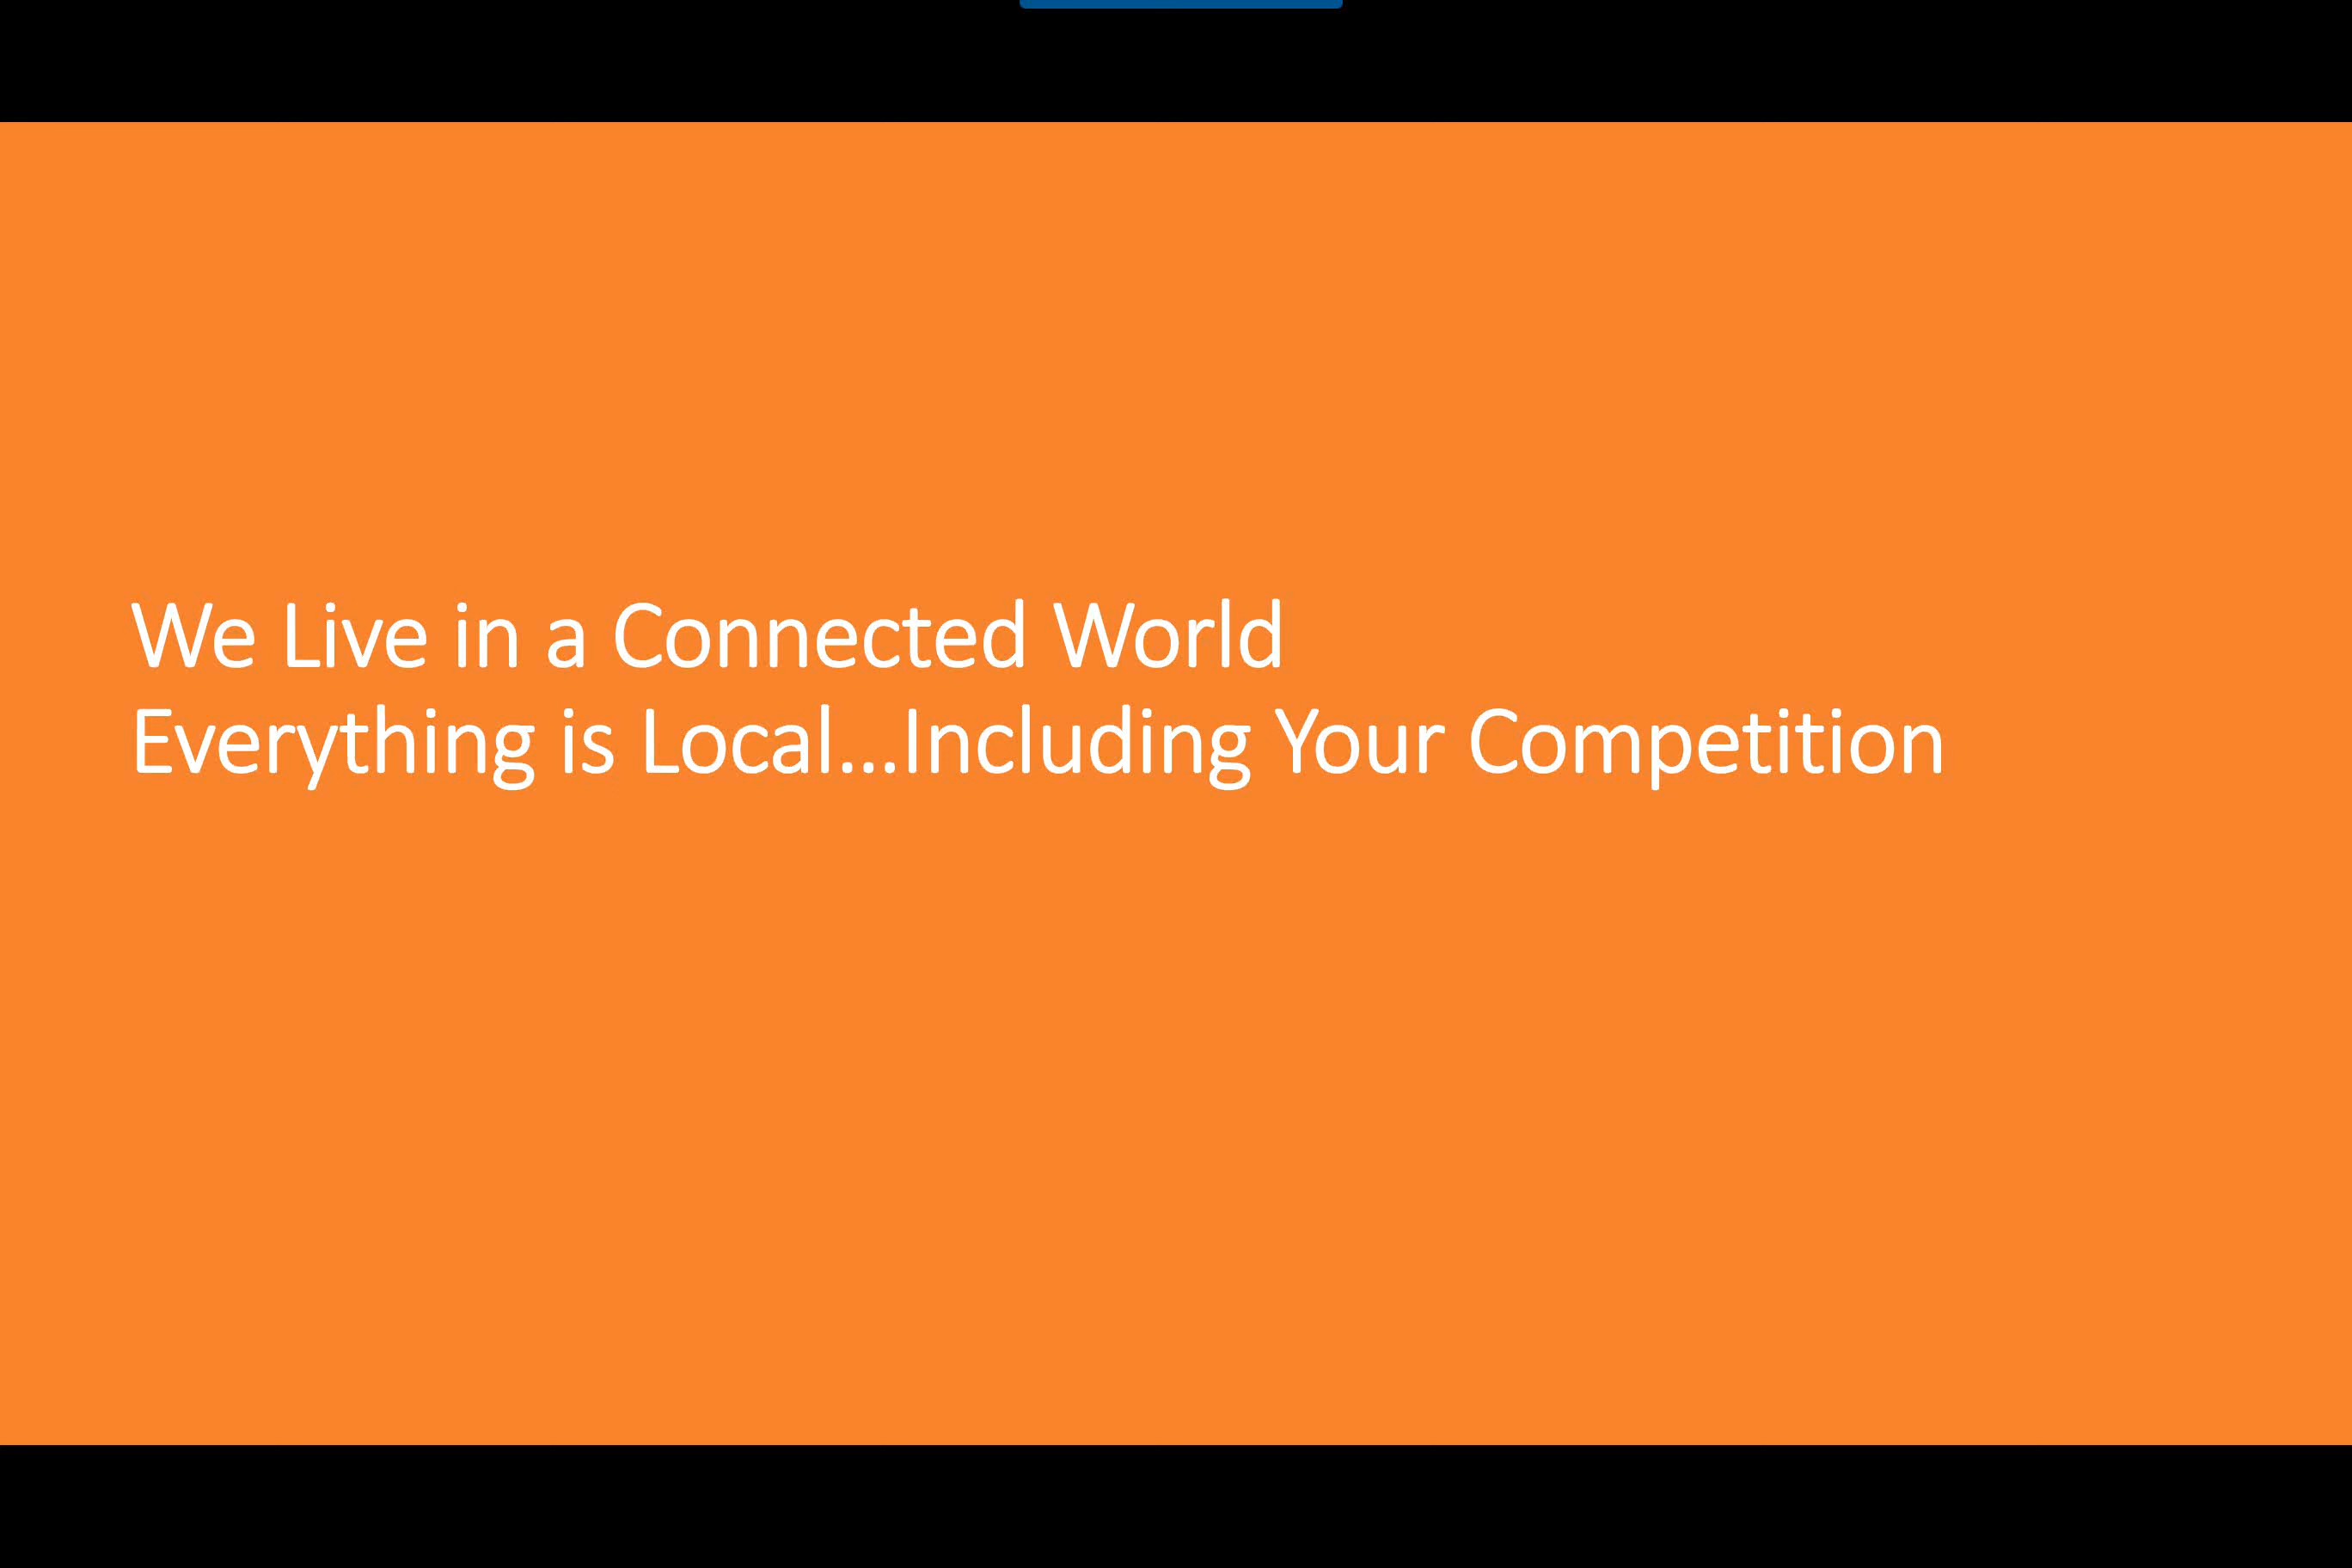 We Live in a Connected World
Everything is Local...Including Your Competition